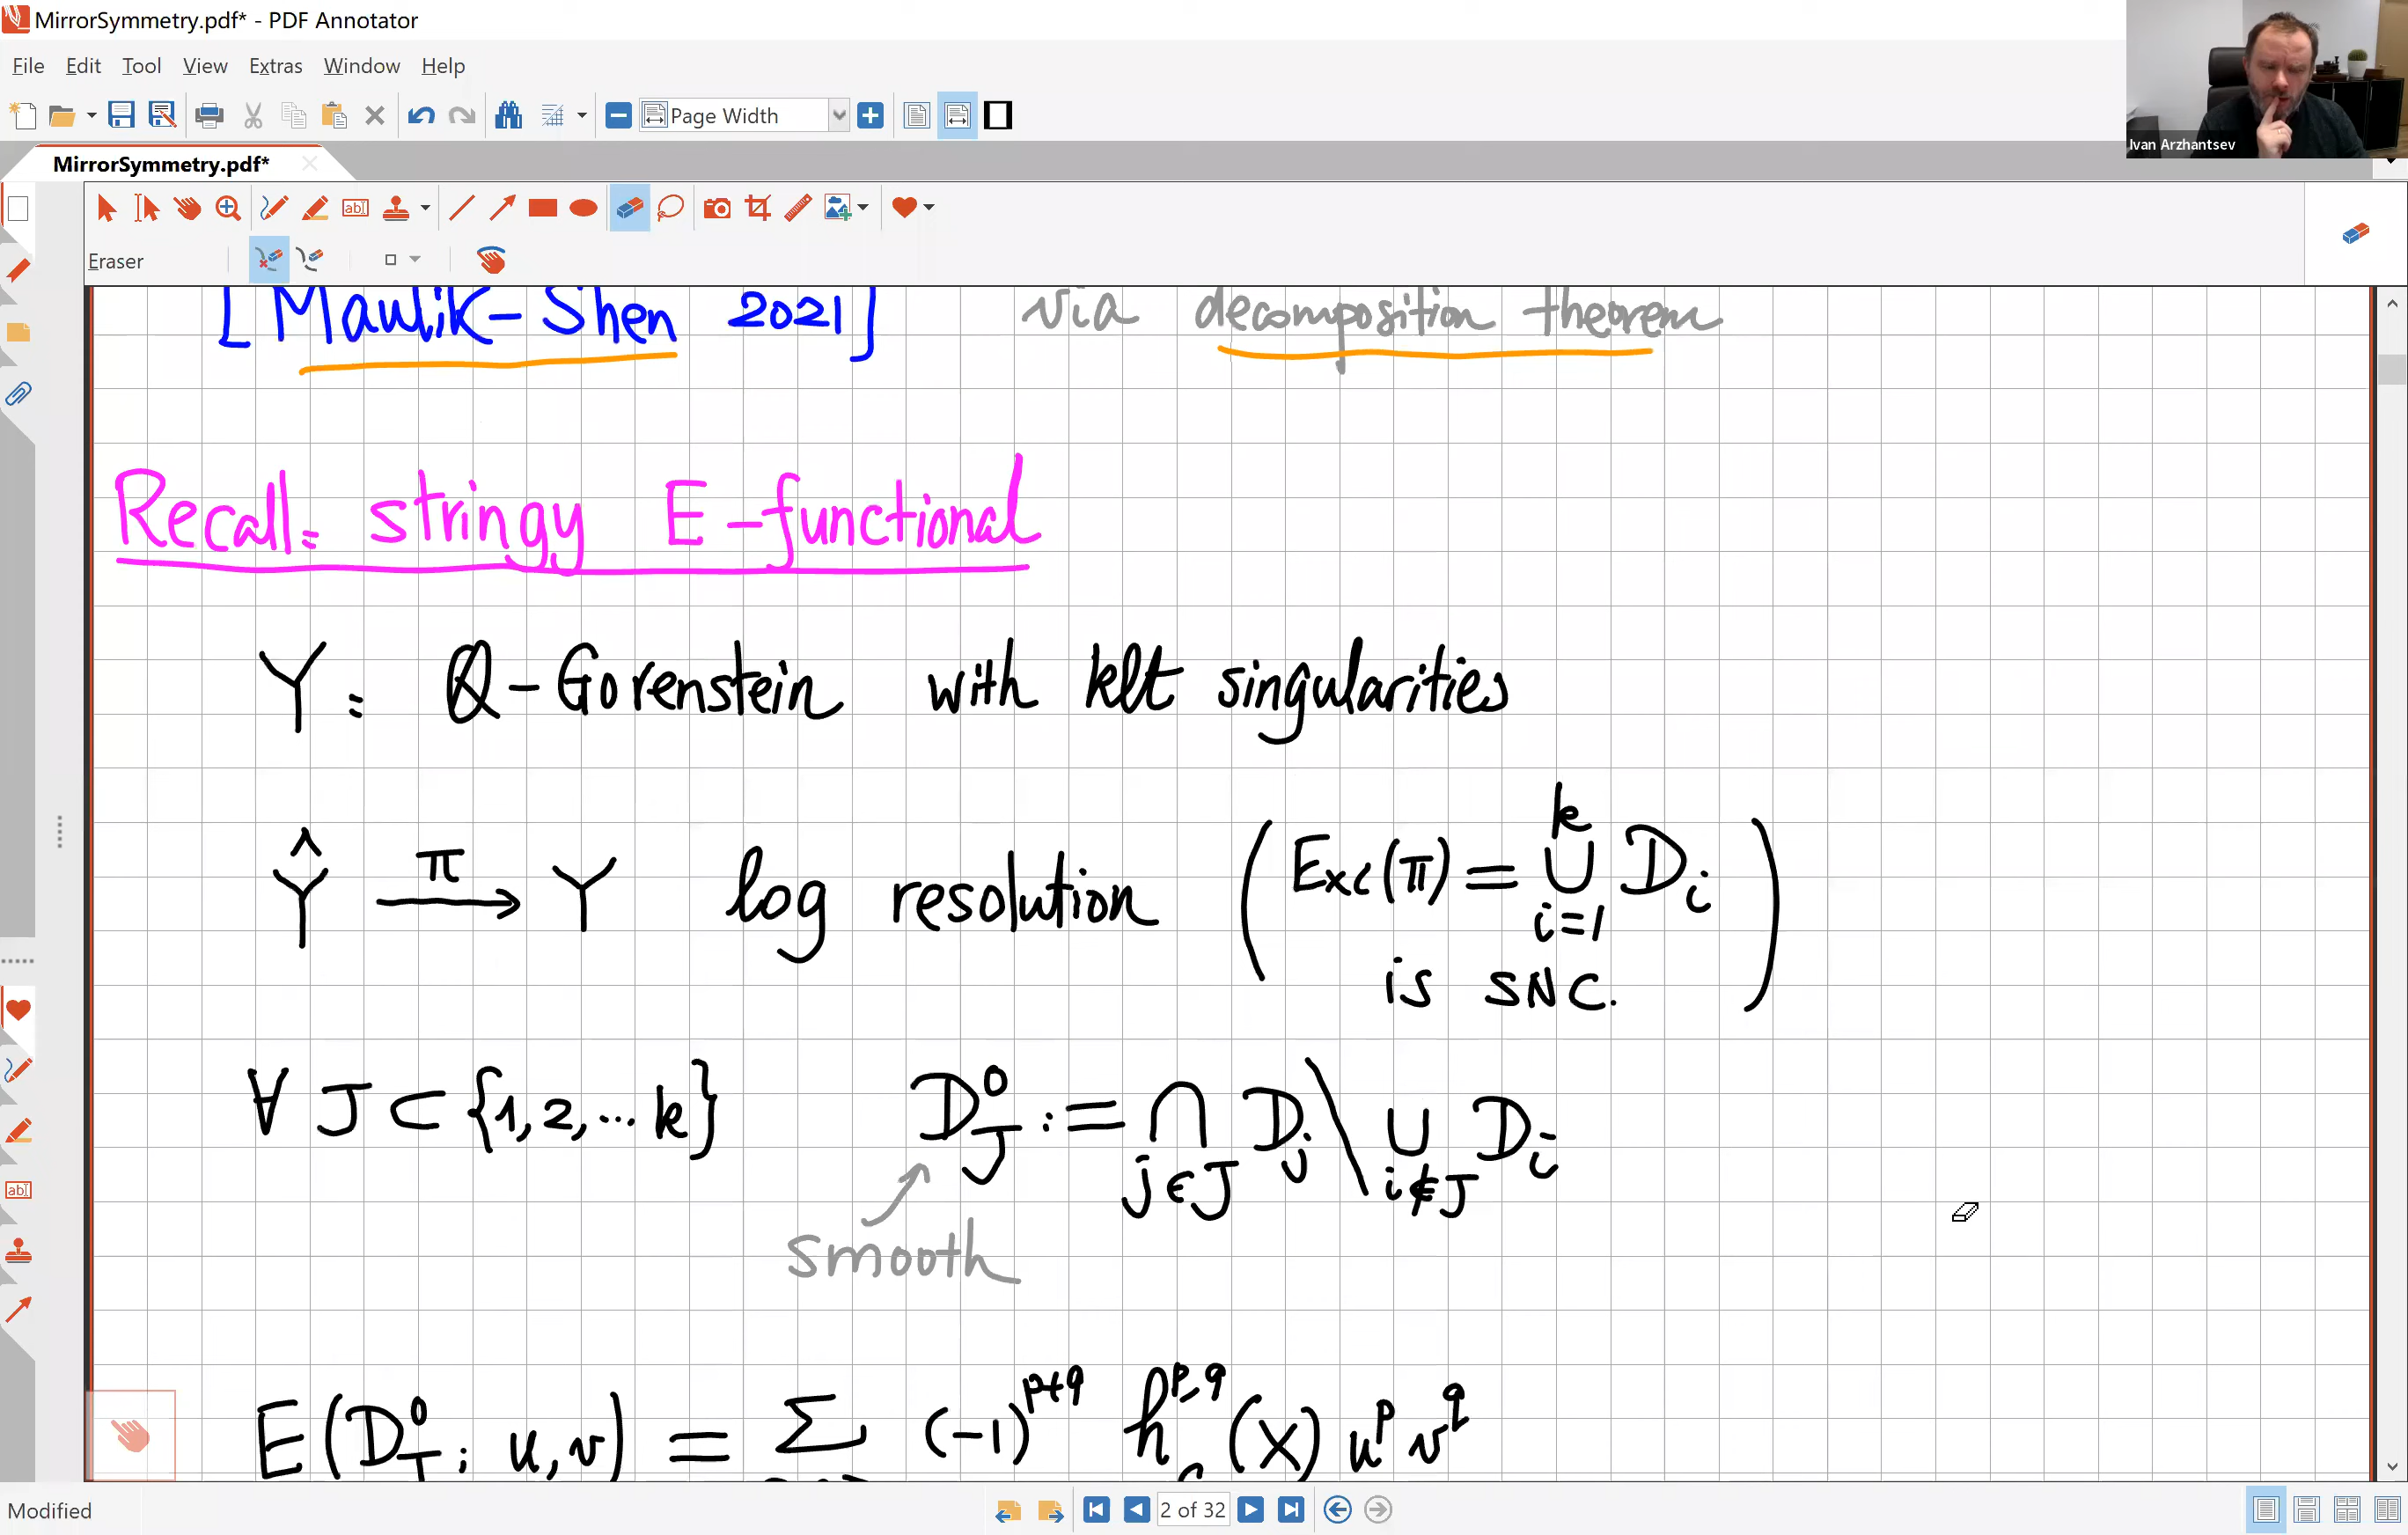 MirrorSymmetry.pdf* - PDF Annotator
File Edit Tool View Extras Window Help
Page Width
Ivan Arzhantsev
MirrorSymmetry.pdf*
Eraser
[Maulik-Shen 2021] via decomposition theorem
Recall: stringy E-functional
Y: Q-Gorenstein with klt singularities
Ŷ →^π Y log resolution (Exc(π) = ⋃_{i=1}^{k} D_i
is SNC.)
∀ J ⊂ {1, 2, ... k} D_J^0 := ⋂_{j∈J} D_j \ ⋃_{i∉J} D_i
smooth
E(D_J^0; u, v) = Σ (-1)^{p+q} h_c^{p,q}(X) u^p v^q
Modified
2 of 32